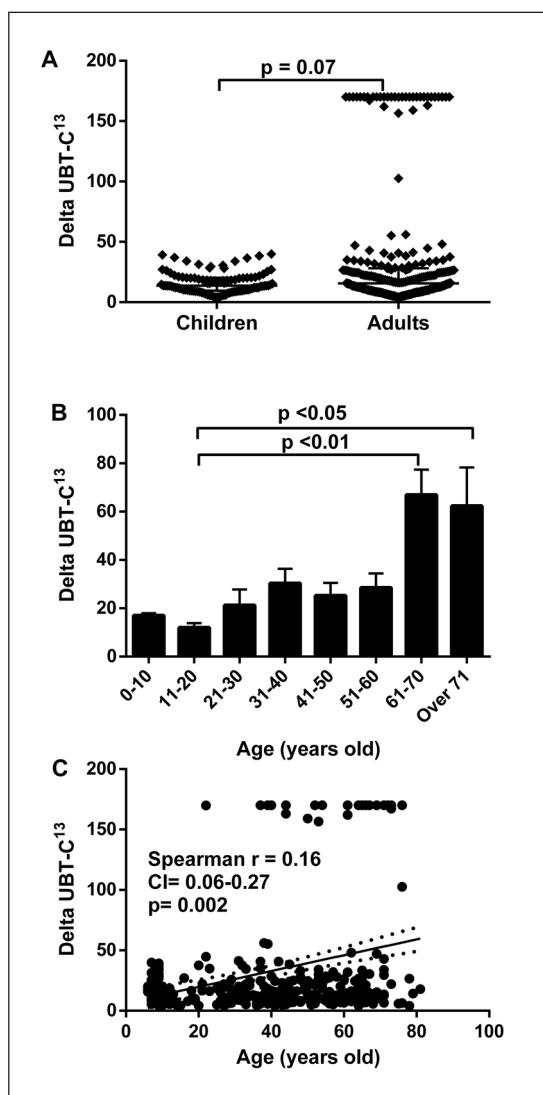 A
200
150
100
50
0
Delta UBT-C13
p = 0.07
Children Adults
B
100
80
60
40
20
0
Delta UBT-C13
p <0.05
p <0.01
0-10 11-20 21-30 31-40 41-50 51-60 61-70 Over 71
Age (years old)
C
200
150
100
50
0
Delta UBT-C13
Spearman r = 0.16
CI= 0.06-0.27
p= 0.002
0 20 40 60 80 100
Age (years old)